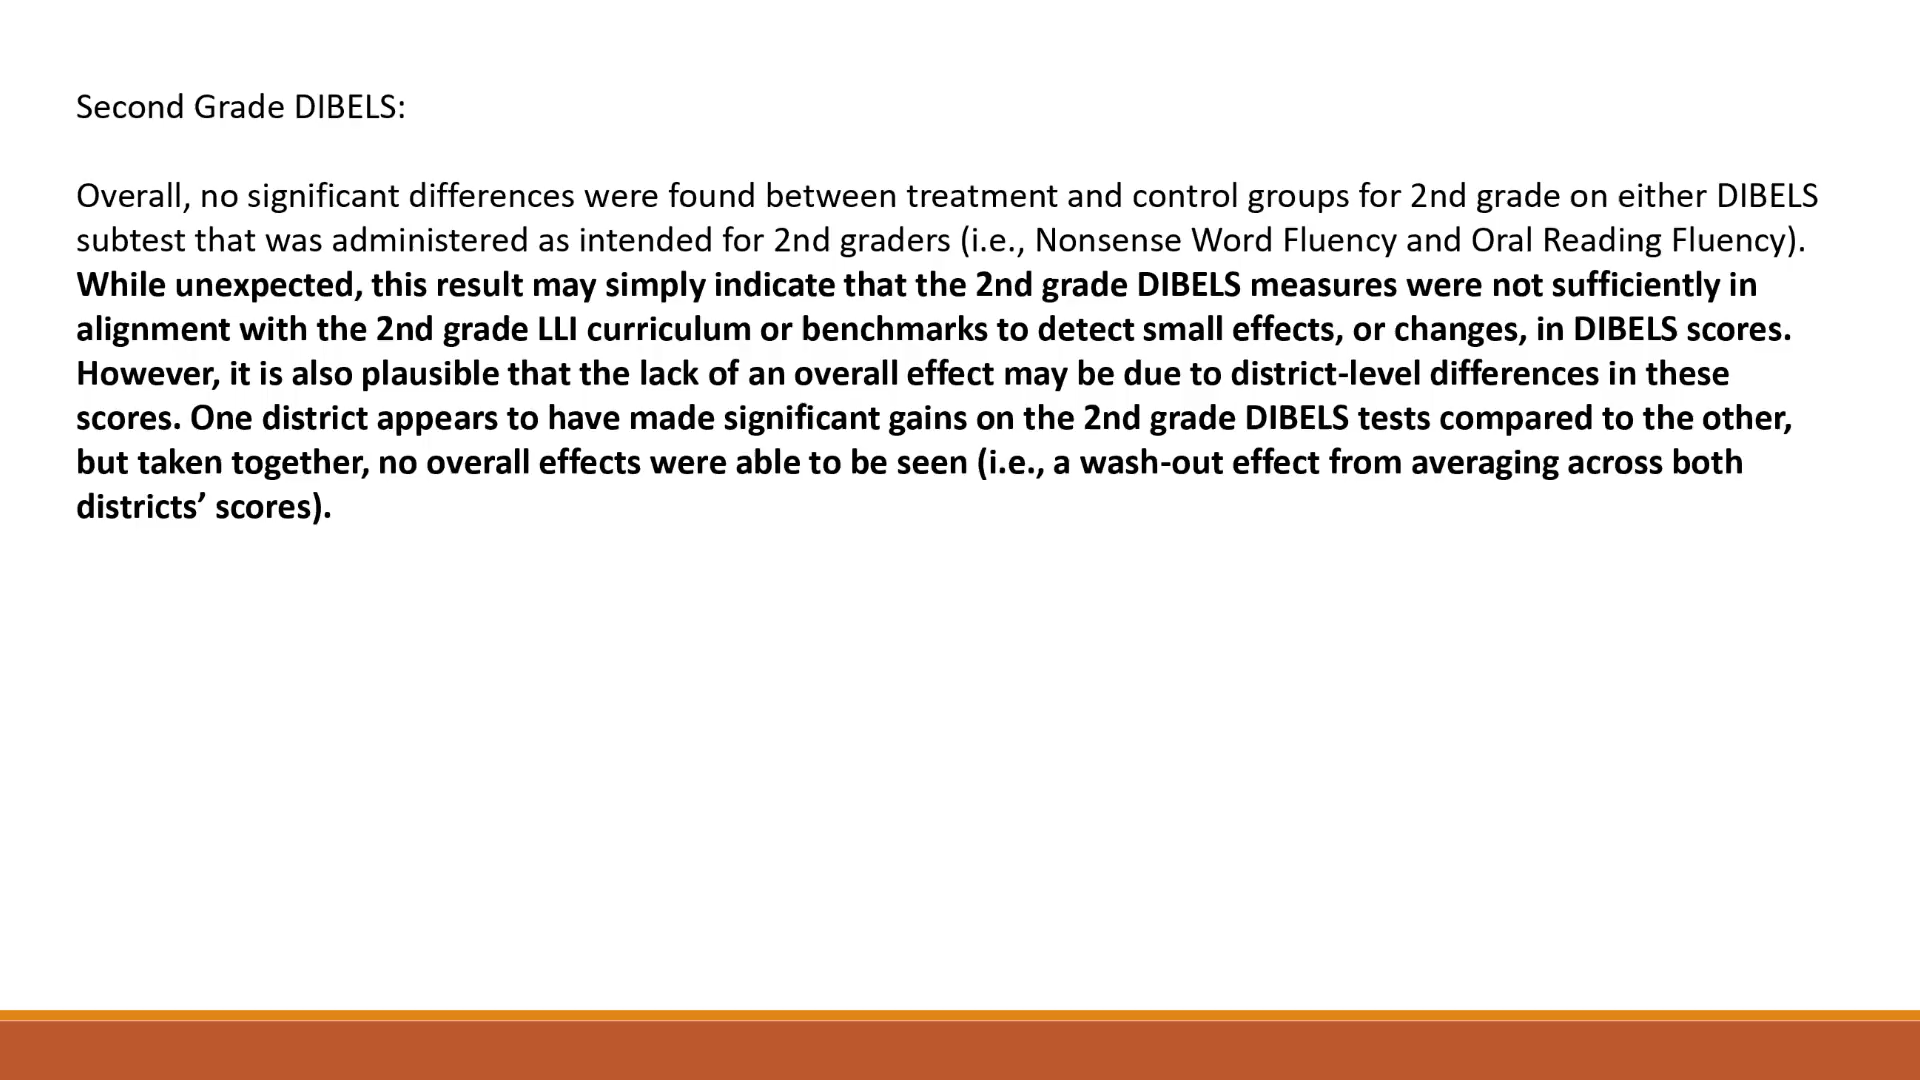 Second Grade DIBELS:
Overall, no significant differences were found between treatment and control groups for 2nd grade on either DIBELS
subtest that was administered as intended for 2nd graders (i.e., Nonsense Word Fluency and Oral Reading Fluency).
While unexpected, this result may simply indicate that the 2nd grade DIBELS measures were not sufficiently in
alignment with the 2nd grade LLI curriculum or benchmarks to detect small effects, or changes, in DIBELS scores.
However, it is also plausible that the lack of an overall effect may be due to district-level differences in these
scores. One district appears to have made significant gains on the 2nd grade DIBELS tests compared to the other,
but taken together, no overall effects were able to be seen (i.e., a wash-out effect from averaging across both
districts’ scores).